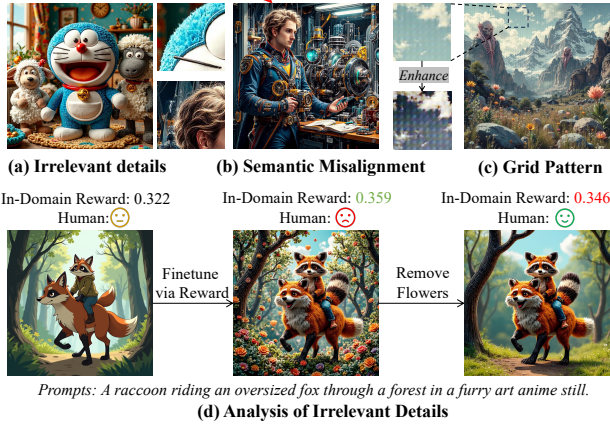 Enhance
(a) Irrelevant details
(b) Semantic Misalignment
(c) Grid Pattern
In-Domain Reward: 0.322
Human:
In-Domain Reward: 0.359
Human:
In-Domain Reward: 0.346
Human:
Finetune
via Reward
Remove
Flowers
Prompts: A raccoon riding an oversized fox through a forest in a furry art anime still.
(d) Analysis of Irrelevant Details